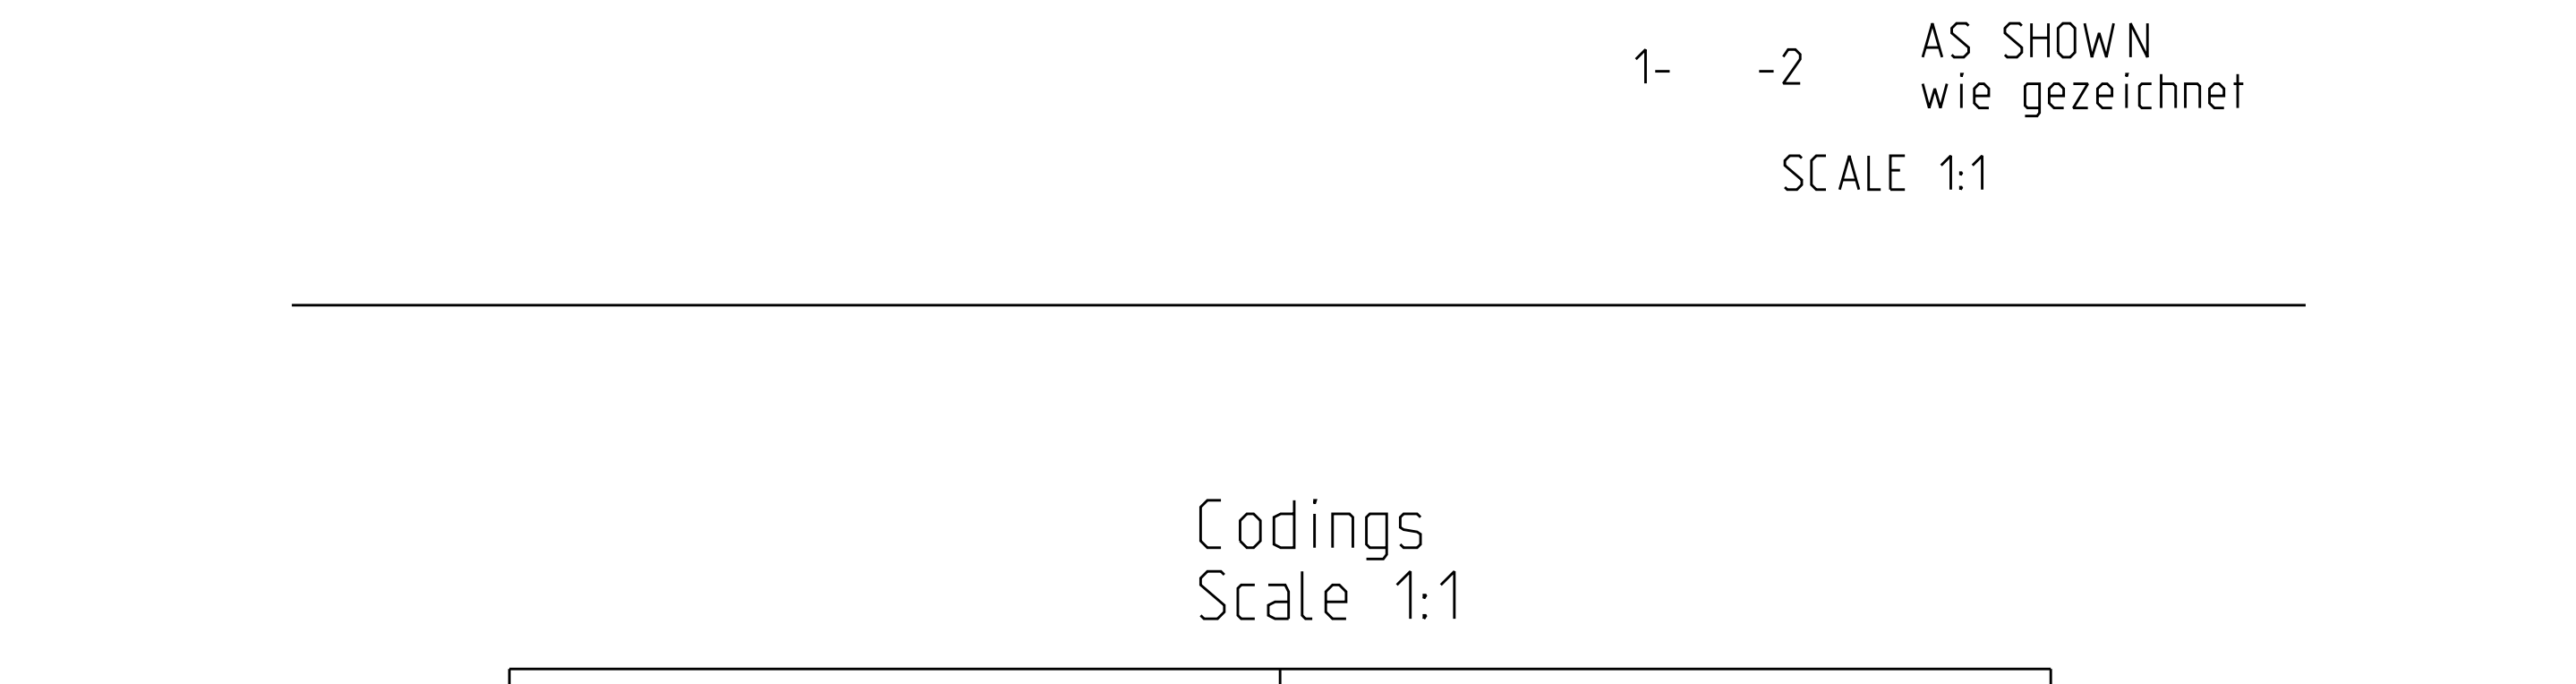 1- -2
AS SHOWN
wie gezeichnet
SCALE 1:1
Codings
Scale 1:1